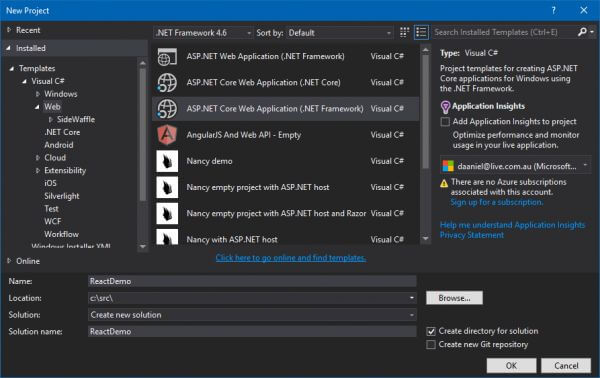 New Project
Recent
.NET Framework 4.6
Sort by:
Default
Search Installed Templates (Ctrl+E)
Installed
Templates
Visual C#
Windows
Web
SideWaffle
.NET Core
Android
Cloud
Extensibility
iOS
Silverlight
Test
WCF
Workflow
Windows Installer XML
Online
ASP.NET Web Application (.NET Framework) Visual C#
ASP.NET Core Web Application (.NET Core) Visual C#
ASP.NET Core Web Application (.NET Framework) Visual C#
AngularJS And Web API - Empty Visual C#
Nancy demo Visual C#
Nancy empty project with ASP.NET host Visual C#
Nancy empty project with ASP.NET host and Razor Visual C#
Nancy with ASP.NET host Visual C#
Click here to go online and find templates.
Type: Visual C#
Project templates for creating ASP.NET
Core applications for Windows using
the .NET Framework.
Application Insights
Add Application Insights to project
Optimize performance and monitor
usage in your live application.
daaniel@live.com.au (Microsoft...
There are no Azure subscriptions
associated with this account.
Sign up for a subscription.
Help me understand Application Insights
Privacy Statement
Name: ReactDemo
Location: c:\src\
Browse...
Solution: Create new solution
Solution name: ReactDemo
Create directory for solution
Create new Git repository
OK
Cancel